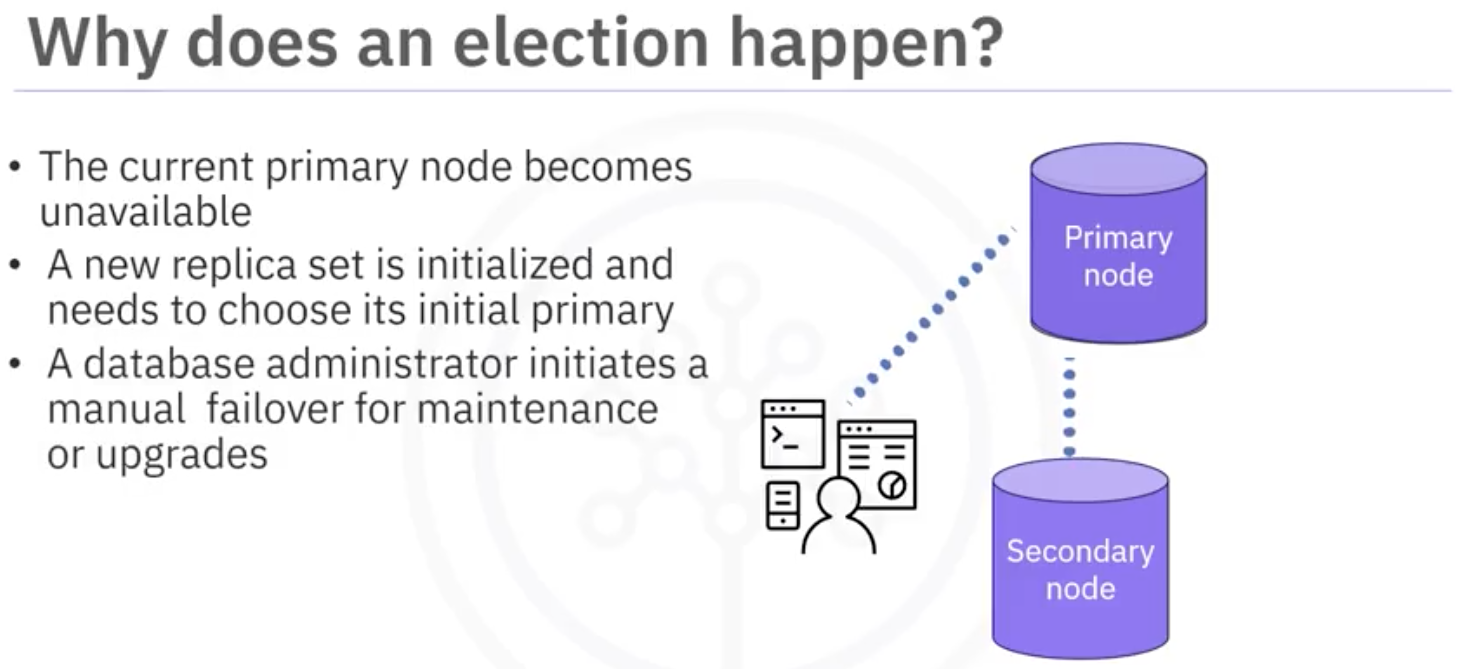 Why does an election happen?
• The current primary node becomes
unavailable
• A new replica set is initialized and
needs to choose its initial primary
• A database administrator initiates a
manual  failover for maintenance
or upgrades
Primary
node
Secondary
node